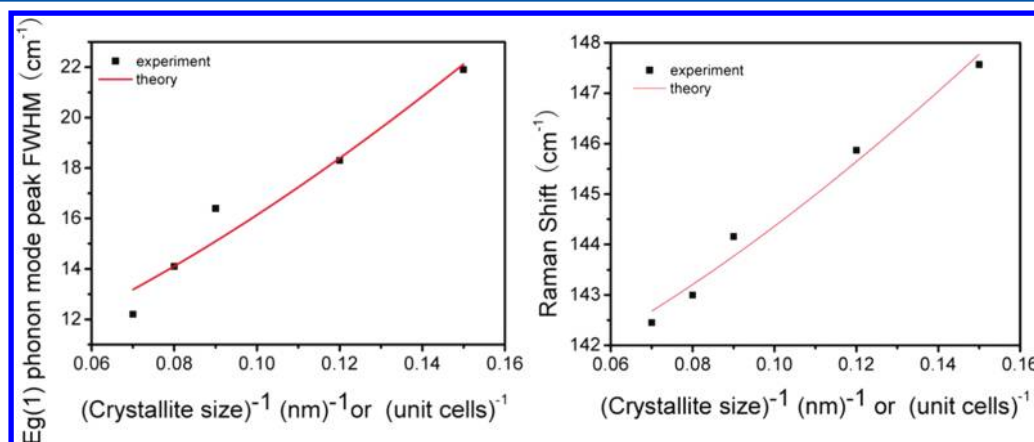 Eg(1) phonon mode peak FWHM (cm⁻¹)
22
20
18
16
14
12
experiment
theory
0.06 0.08 0.10 0.12 0.14 0.16
(Crystallite size)⁻¹ (nm)⁻¹or (unit cells)⁻¹
Raman Shift (cm⁻¹)
148
147
146
145
144
143
142
experiment
theory
0.06 0.08 0.10 0.12 0.14 0.16
(Crystallite size)⁻¹ (nm)⁻¹ or (unit cells)⁻¹